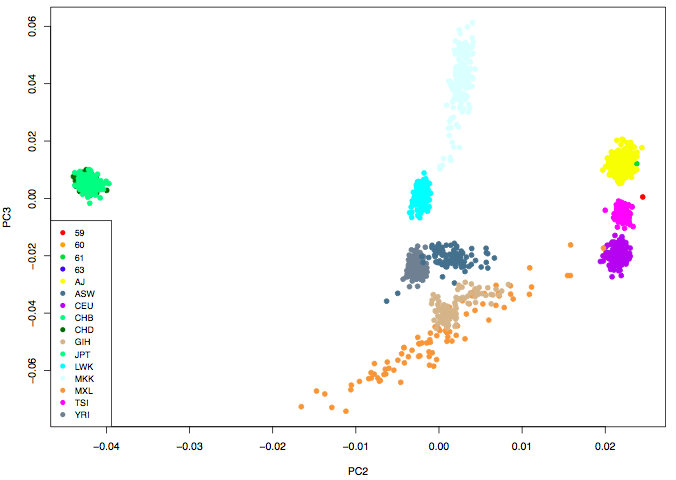 0.06
0.04
0.02
0.00
−0.02
−0.04
−0.06
PC3
59
60
61
63
AJ
ASW
CEU
CHB
CHD
GIH
JPT
LWK
MKK
MXL
TSI
YRI
−0.04 −0.03 −0.02 −0.01 0.00 0.01 0.02
PC2